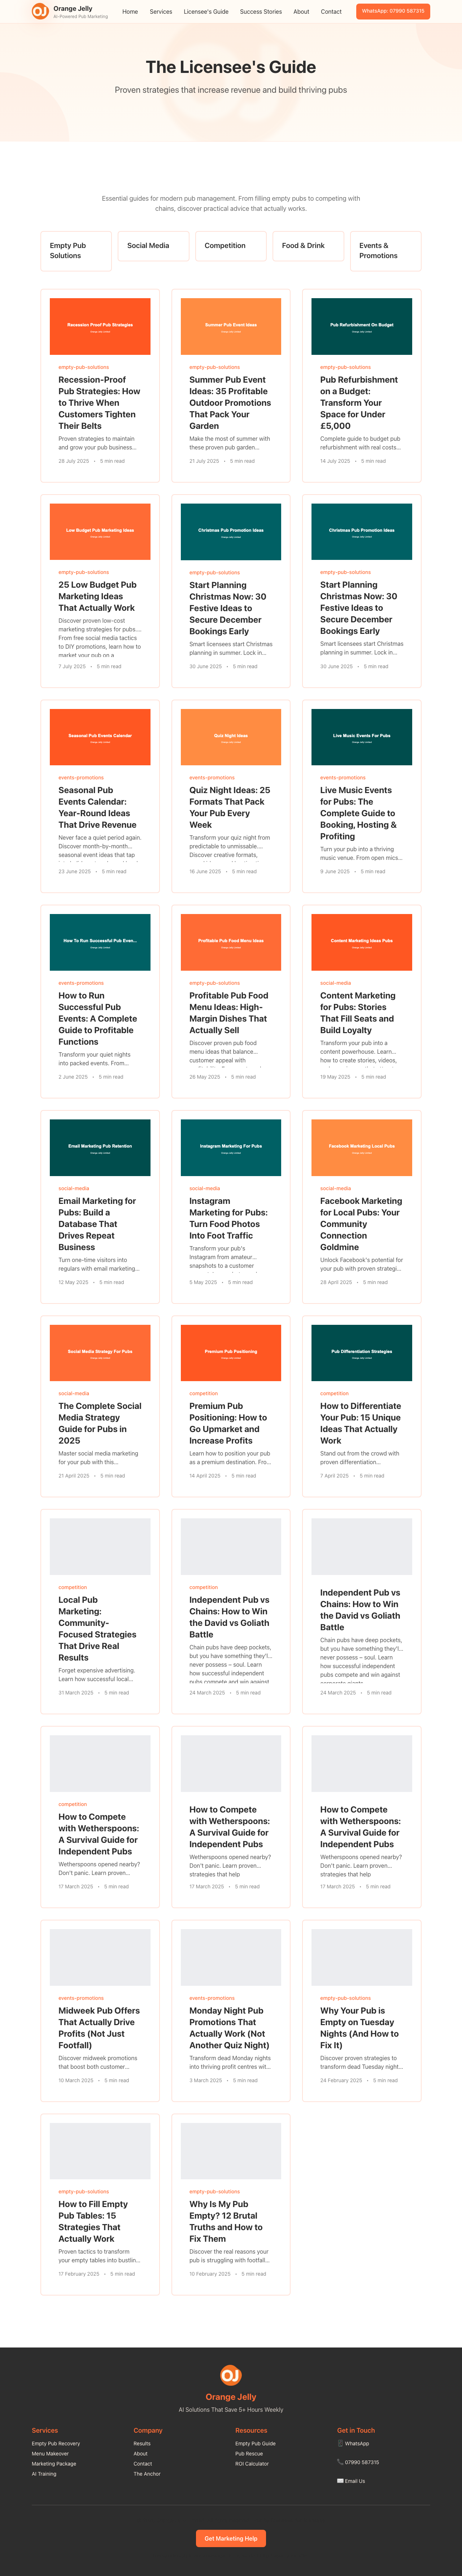 Orange Jelly
AI-Powered Pub Marketing
Home
Services
Licensee's Guide
Success Stories
About
Contact
WhatsApp: 07990 587315
The Licensee's Guide
Proven strategies that increase revenue and build thriving pubs
Essential guides for modern pub management. From filling empty pubs to competing with
chains, discover practical advice that actually works.
Empty Pub
Solutions
Social Media
Competition
Food & Drink
Events &
Promotions
Recession Proof Pub Strategies
empty-pub-solutions
Recession-Proof
Pub Strategies: How
to Thrive When
Customers Tighten
Their Belts
Proven strategies to maintain
and grow your pub business...
28 July 2025 • 5 min read
Summer Pub Event Ideas
empty-pub-solutions
Summer Pub Event
Ideas: 35 Profitable
Outdoor Promotions
That Pack Your
Garden
Make the most of summer with
these proven pub garden...
21 July 2025 • 5 min read
Pub Refurbishment On Budget
empty-pub-solutions
Pub Refurbishment
on a Budget:
Transform Your
Space for Under
£5,000
Complete guide to budget pub
refurbishment with real costs...
14 July 2025 • 5 min read
Low Budget Pub Marketing Ideas
empty-pub-solutions
25 Low Budget Pub
Marketing Ideas
That Actually Work
Discover proven low-cost
marketing strategies for pubs....
From free social media tactics
to DIY promotions, learn how to
market your pub on a
7 July 2025 • 5 min read
Christmas Pub Promotion Ideas
empty-pub-solutions
Start Planning
Christmas Now: 30
Festive Ideas to
Secure December
Bookings Early
Smart licensees start Christmas
planning in summer. Lock in...
30 June 2025 • 5 min read
Christmas Pub Promotion Ideas
empty-pub-solutions
Start Planning
Christmas Now: 30
Festive Ideas to
Secure December
Bookings Early
Smart licensees start Christmas
planning in summer. Lock in...
30 June 2025 • 5 min read
Seasonal Pub Events Calendar
events-promotions
Seasonal Pub
Events Calendar:
Year-Round Ideas
That Drive Revenue
Never face a quiet period again.
Discover month-by-month...
seasonal event ideas that tap
23 June 2025 • 5 min read
Quiz Night Ideas
events-promotions
Quiz Night Ideas: 25
Formats That Pack
Your Pub Every
Week
Transform your quiz night from
predictable to unmissable....
Discover creative formats,
16 June 2025 • 5 min read
Live Music Events For Pubs
events-promotions
Live Music Events
for Pubs: The
Complete Guide to
Booking, Hosting &
Profiting
Turn your pub into a thriving
music venue. From open mics...
9 June 2025 • 5 min read
How To Run Successful Pub Even...
events-promotions
How to Run
Successful Pub
Events: A Complete
Guide to Profitable
Functions
Transform your quiet nights
into packed events. From...
2 June 2025 • 5 min read
Profitable Pub Food Menu Ideas
empty-pub-solutions
Profitable Pub Food
Menu Ideas: High-
Margin Dishes That
Actually Sell
Discover proven pub food
menu ideas that balance...
customer appeal with
26 May 2025 • 5 min read
Content Marketing Ideas Pubs
social-media
Content Marketing
for Pubs: Stories
That Fill Seats and
Build Loyalty
Transform your pub into a
content powerhouse. Learn...
how to create stories, videos,
19 May 2025 • 5 min read
Email Marketing Pub Retention
social-media
Email Marketing for
Pubs: Build a
Database That
Drives Repeat
Business
Turn one-time visitors into
regulars with email marketing...
12 May 2025 • 5 min read
Instagram Marketing For Pubs
social-media
Instagram
Marketing for Pubs:
Turn Food Photos
Into Foot Traffic
Transform your pub's
Instagram from amateur...
snapshots to a customer
5 May 2025 • 5 min read
Facebook Marketing Local Pubs
social-media
Facebook Marketing
for Local Pubs: Your
Community
Connection
Goldmine
Unlock Facebook's potential for
your pub with proven strategi...
28 April 2025 • 5 min read
Social Media Strategy For Pubs
social-media
The Complete Social
Media Strategy
Guide for Pubs in
2025
Master social media marketing
for your pub with this...
21 April 2025 • 5 min read
Premium Pub Positioning
competition
Premium Pub
Positioning: How to
Go Upmarket and
Increase Profits
Learn how to position your pub
as a premium destination. Fro...
14 April 2025 • 5 min read
Pub Differentiation Strategies
competition
How to Differentiate
Your Pub: 15 Unique
Ideas That Actually
Work
Stand out from the crowd with
proven differentiation...
7 April 2025 • 5 min read
competition
Local Pub
Marketing:
Community-
Focused Strategies
That Drive Real
Results
Forget expensive advertising.
Learn how successful local...
31 March 2025 • 5 min read
competition
Independent Pub vs
Chains: How to Win
the David vs Goliath
Battle
Chain pubs have deep pockets,
but you have something they'l...
never possess – soul. Learn
how successful independent
pubs compete and win against
24 March 2025 • 5 min read
Independent Pub vs
Chains: How to Win
the David vs Goliath
Battle
Chain pubs have deep pockets,
but you have something they'l...
never possess – soul. Learn
how successful independent
pubs compete and win against
24 March 2025 • 5 min read
competition
How to Compete
with Wetherspoons:
A Survival Guide for
Independent Pubs
Wetherspoons opened nearby?
Don't panic. Learn proven...
17 March 2025 • 5 min read
How to Compete
with Wetherspoons:
A Survival Guide for
Independent Pubs
Wetherspoons opened nearby?
Don't panic. Learn proven...
strategies that help
17 March 2025 • 5 min read
How to Compete
with Wetherspoons:
A Survival Guide for
Independent Pubs
Wetherspoons opened nearby?
Don't panic. Learn proven...
strategies that help
17 March 2025 • 5 min read
events-promotions
Midweek Pub Offers
That Actually Drive
Profits (Not Just
Footfall)
Discover midweek promotions
that boost both customer...
10 March 2025 • 5 min read
events-promotions
Monday Night Pub
Promotions That
Actually Work (Not
Another Quiz Night)
Transform dead Monday nights
into thriving profit centres wit...
3 March 2025 • 5 min read
empty-pub-solutions
Why Your Pub is
Empty on Tuesday
Nights (And How to
Fix It)
Discover proven strategies to
transform dead Tuesday night...
24 February 2025 • 5 min read
empty-pub-solutions
How to Fill Empty
Pub Tables: 15
Strategies That
Actually Work
Proven tactics to transform
your empty tables into bustlin...
17 February 2025 • 5 min read
empty-pub-solutions
Why Is My Pub
Empty? 12 Brutal
Truths and How to
Fix Them
Discover the real reasons your
pub is struggling with footfall...
10 February 2025 • 5 min read
OJ
Orange Jelly
AI Solutions That Save 5+ Hours Weekly
Services
Empty Pub Recovery
Menu Makeover
Marketing Package
AI Training
Company
Results
About
Contact
The Anchor
Resources
Empty Pub Guide
Pub Rescue
ROI Calculator
Get in Touch
WhatsApp
07990 587315
Email Us
Get Marketing Help